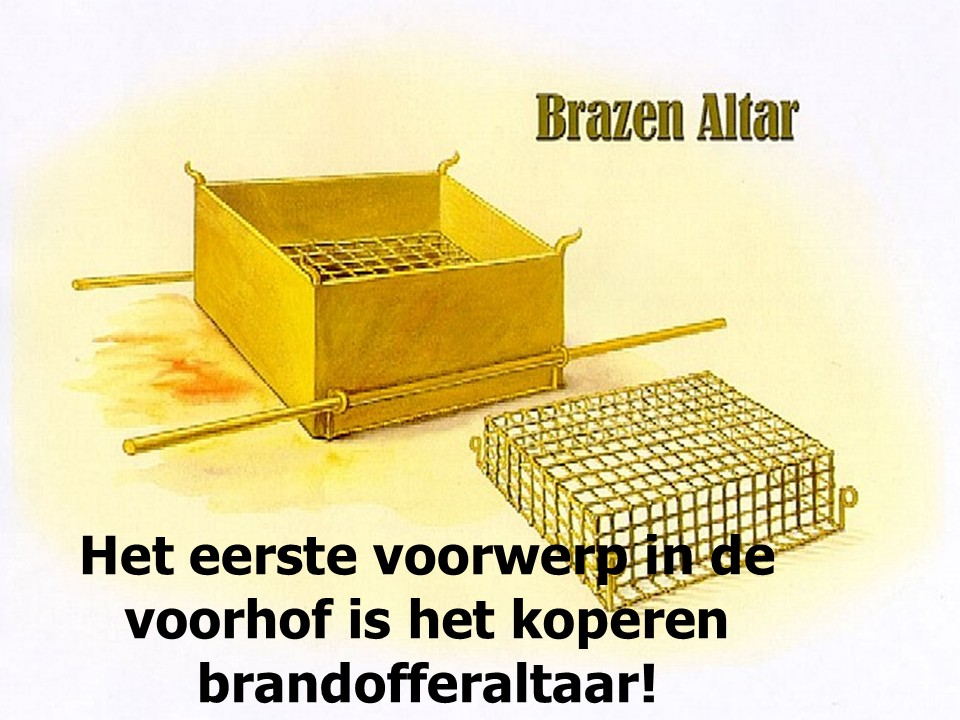 Brazen Altar
Het eerste voorwerp in de
voorhof is het koperen
brandofferaltaar!